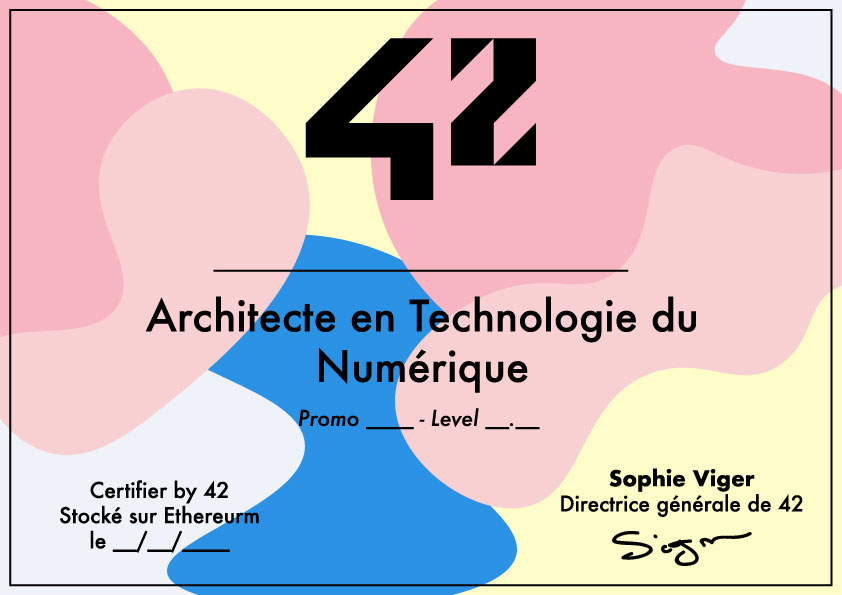 42
Architecte en Technologie du
Numérique
Promo ____ - Level __.__
Certifier by 42
Stocké sur Ethereurm
le __/__/____
Sophie Viger
Directrice générale de 42